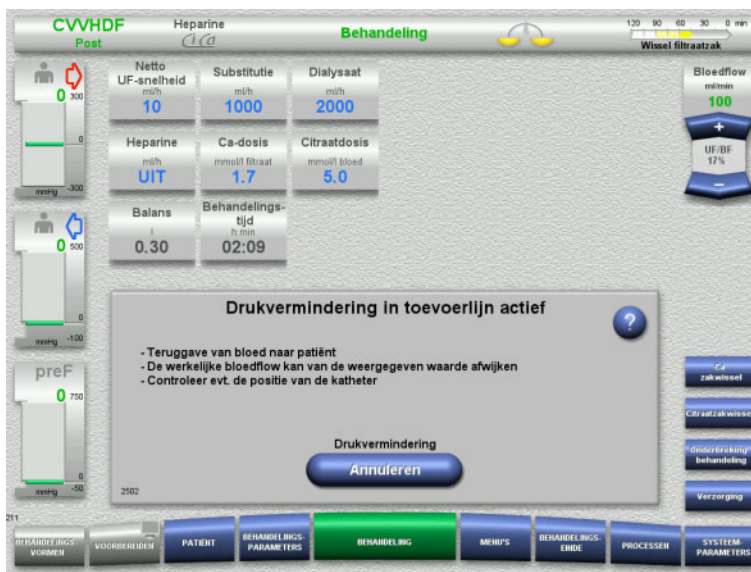 CVVHDF
Post
Heparine
CiCa
Behandeling
120 90 60 30 0 min
Wissel filtraatzak
0 300
0
mmHg -300
Netto
UF-snelheid
ml/h
10
Substitutie
ml/h
1000
Dialysaat
ml/h
2000
Bloedflow
ml/min
100
+
UF/BF
17%
–
Heparine
ml/h
UIT
Ca-dosis
mmol/l filtraat
1.7
Citraatdosis
mmol/l bloed
5.0
Balans
l
0.30
Behandelings-
tijd
h:min
02:09
0 500
0
mmHg -100
preF
0 750
0
mmHg -50
Drukvermindering in toevoerlijn actief
?
- Teruggave van bloed naar patiënt
- De werkelijke bloedflow kan van de weergegeven waarde afwijken
- Controleer evt. de positie van de katheter
Drukvermindering
Annuleren
2502
Ca
zakwissel
Citraatzakwissel
Onderbreking
behandeling
Verzorging
211
BEHANDELINGS-
VORMEN
VOORBEREIDEN
PATIËNT
BEHANDELINGS-
PARAMETERS
BEHANDELING
MENU'S
BEHANDELINGS-
EINDE
PROCESSEN
SYSTEEM-
PARAMETERS